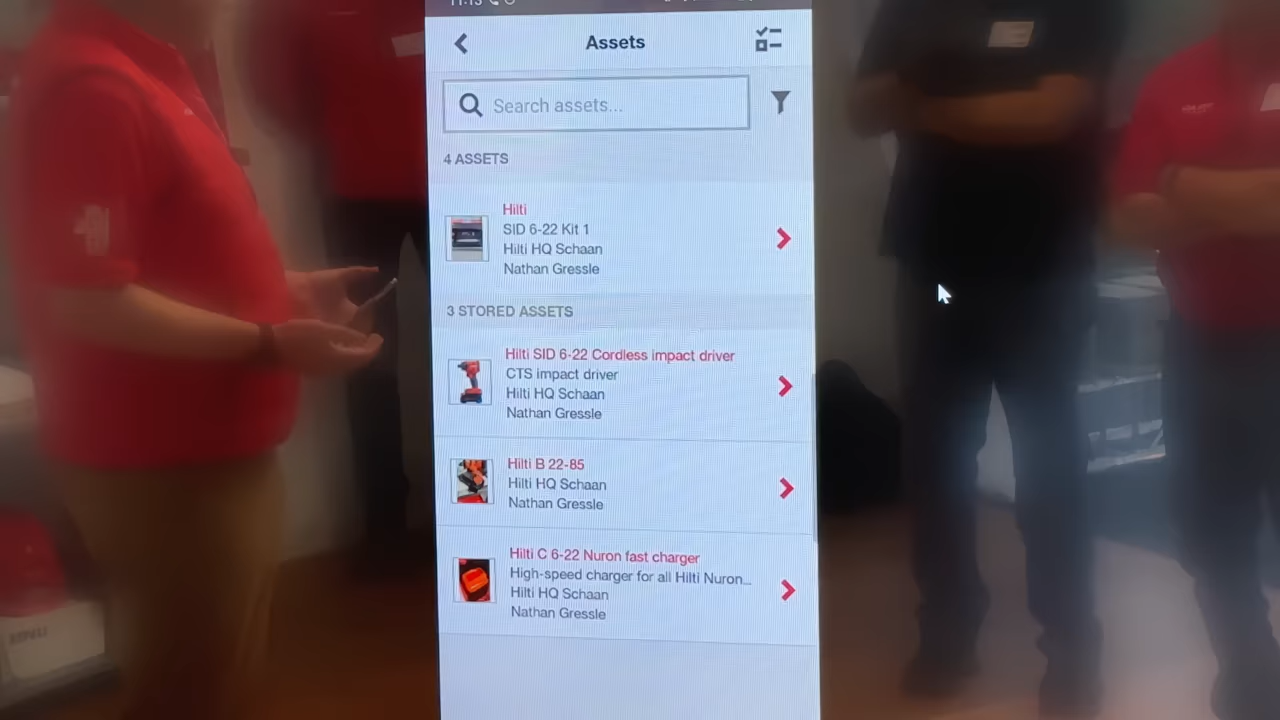 Assets
Search assets...
4 ASSETS
Hilti
SID 6-22 Kit 1
Hilti HQ Schaan
Nathan Gressle
3 STORED ASSETS
Hilti SID 6-22 Cordless impact driver
CTS impact driver
Hilti HQ Schaan
Nathan Gressle
Hilti B 22-85
Hilti HQ Schaan
Nathan Gressle
Hilti C 6-22 Nuron fast charger
High-speed charger for all Hilti Nuron...
Hilti HQ Schaan
Nathan Gressle